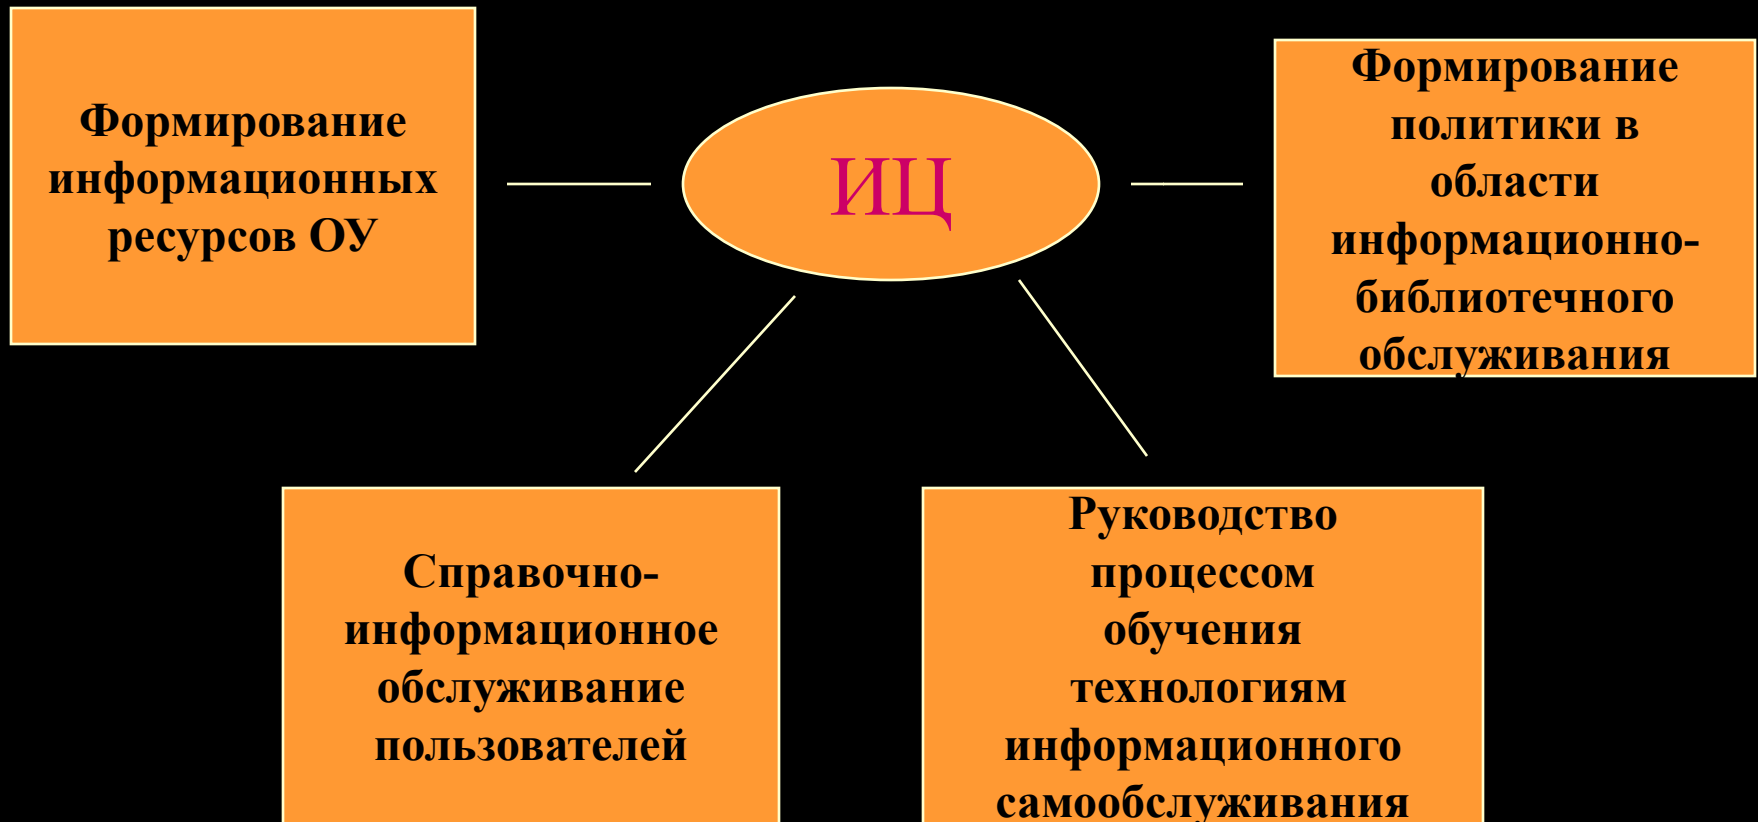 Формирование
информационных
ресурсов ОУ
ИЦ
Формирование
политики в
области
информационно-
библиотечного
обслуживания
Справочно-
информационное
обслуживание
пользователей
Руководство
процессом
обучения
технологиям
информационного
самообслуживания